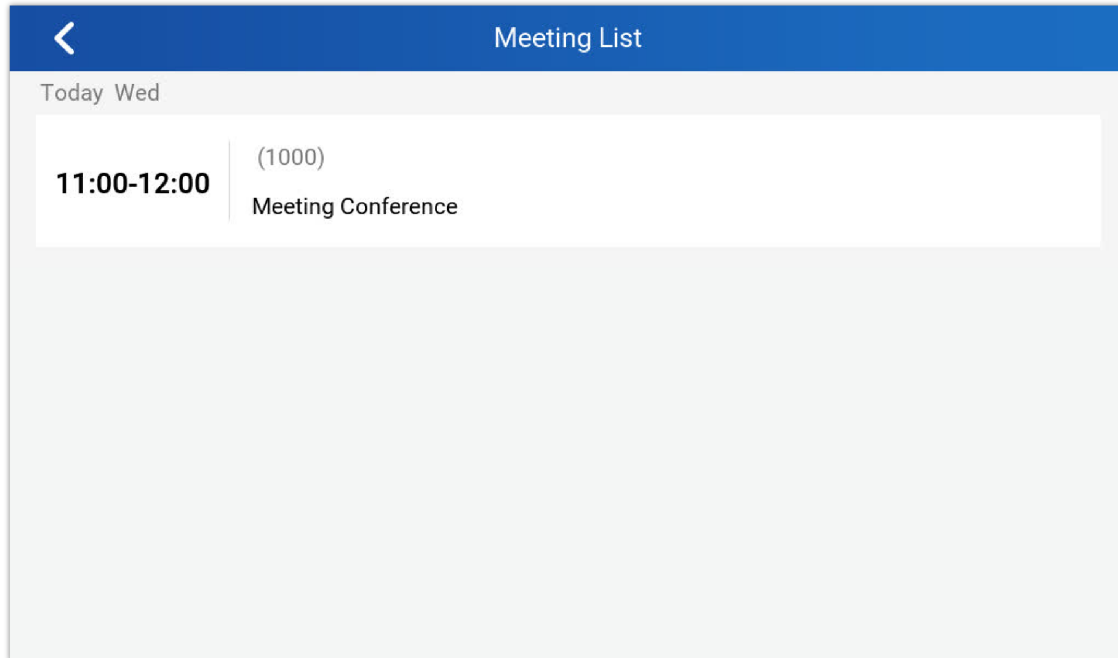 Meeting List
Today Wed
11:00-12:00
(1000)
Meeting Conference